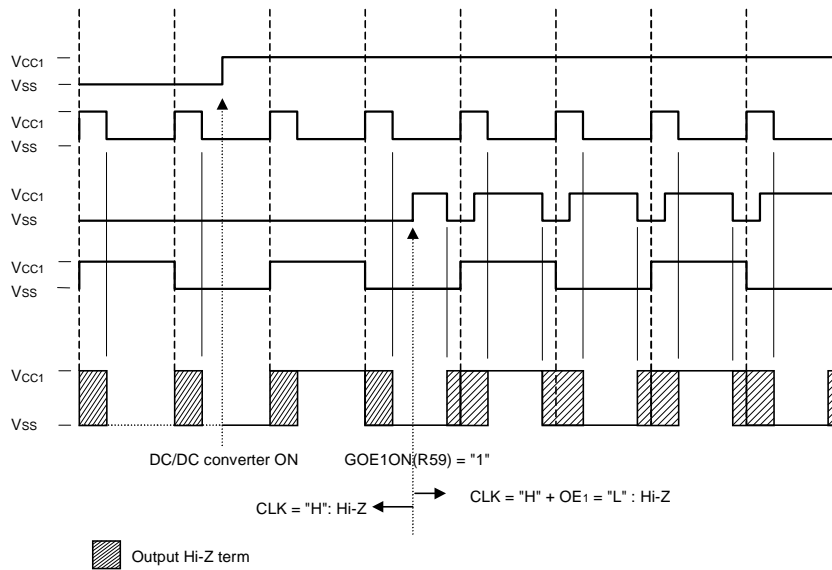 VCC1
VSS
VCC1
VSS
VCC1
VSS
VCC1
VSS
VCC1
VSS
DC/DC converter ON
GOE1ON(R59) = "1"
CLK = "H": Hi-Z
CLK = "H" + OE1 = "L" : Hi-Z
Output Hi-Z term